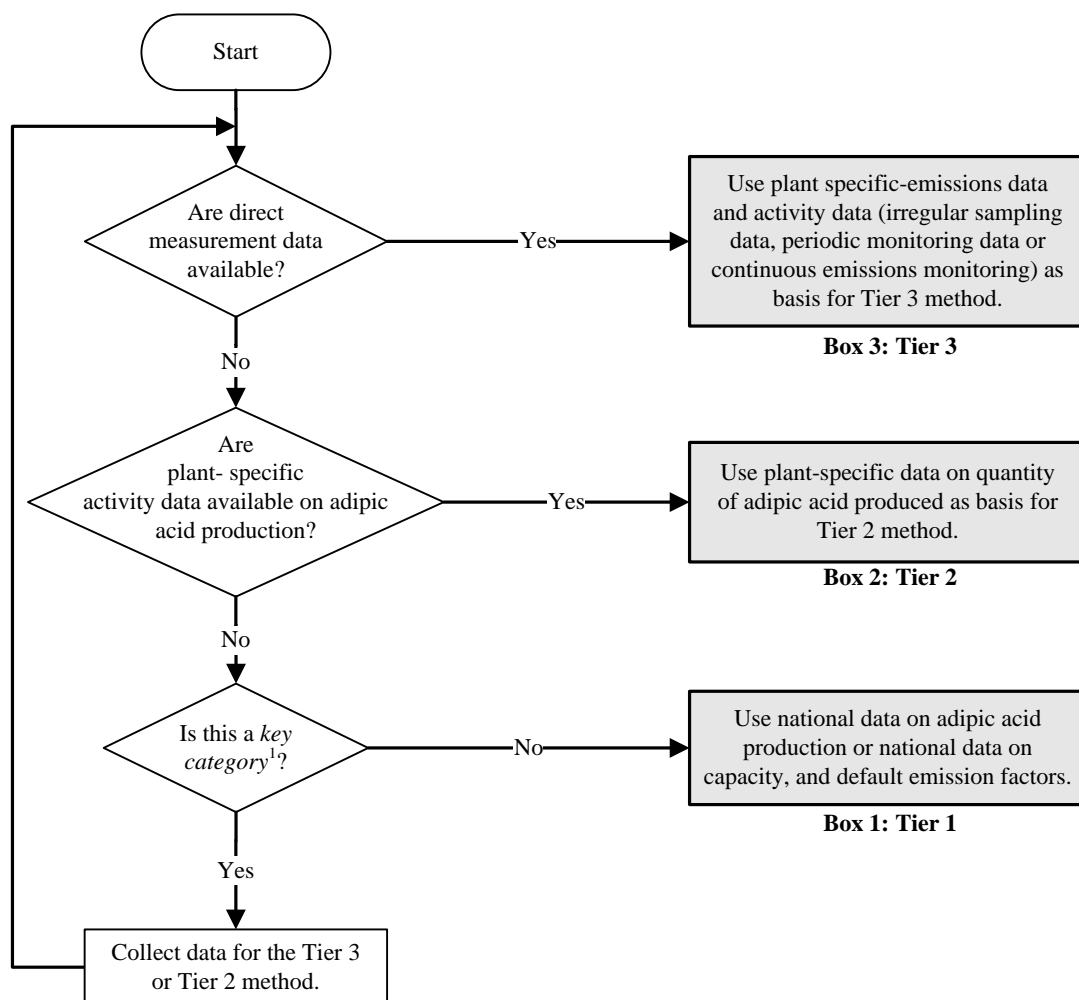 Start
Are direct
measurement data
available?
Yes
Use plant specific-emissions data
and activity data (irregular sampling
data, periodic monitoring data or
continuous emissions monitoring) as
basis for Tier 3 method.
Box 3: Tier 3
No
Are
plant- specific
activity data available on adipic
acid production?
Yes
Use plant-specific data on quantity
of adipic acid produced as basis for
Tier 2 method.
Box 2: Tier 2
No
Is this a key
category¹?
No
Use national data on adipic acid
production or national data on
capacity, and default emission factors.
Box 1: Tier 1
Yes
Collect data for the Tier 3
or Tier 2 method.